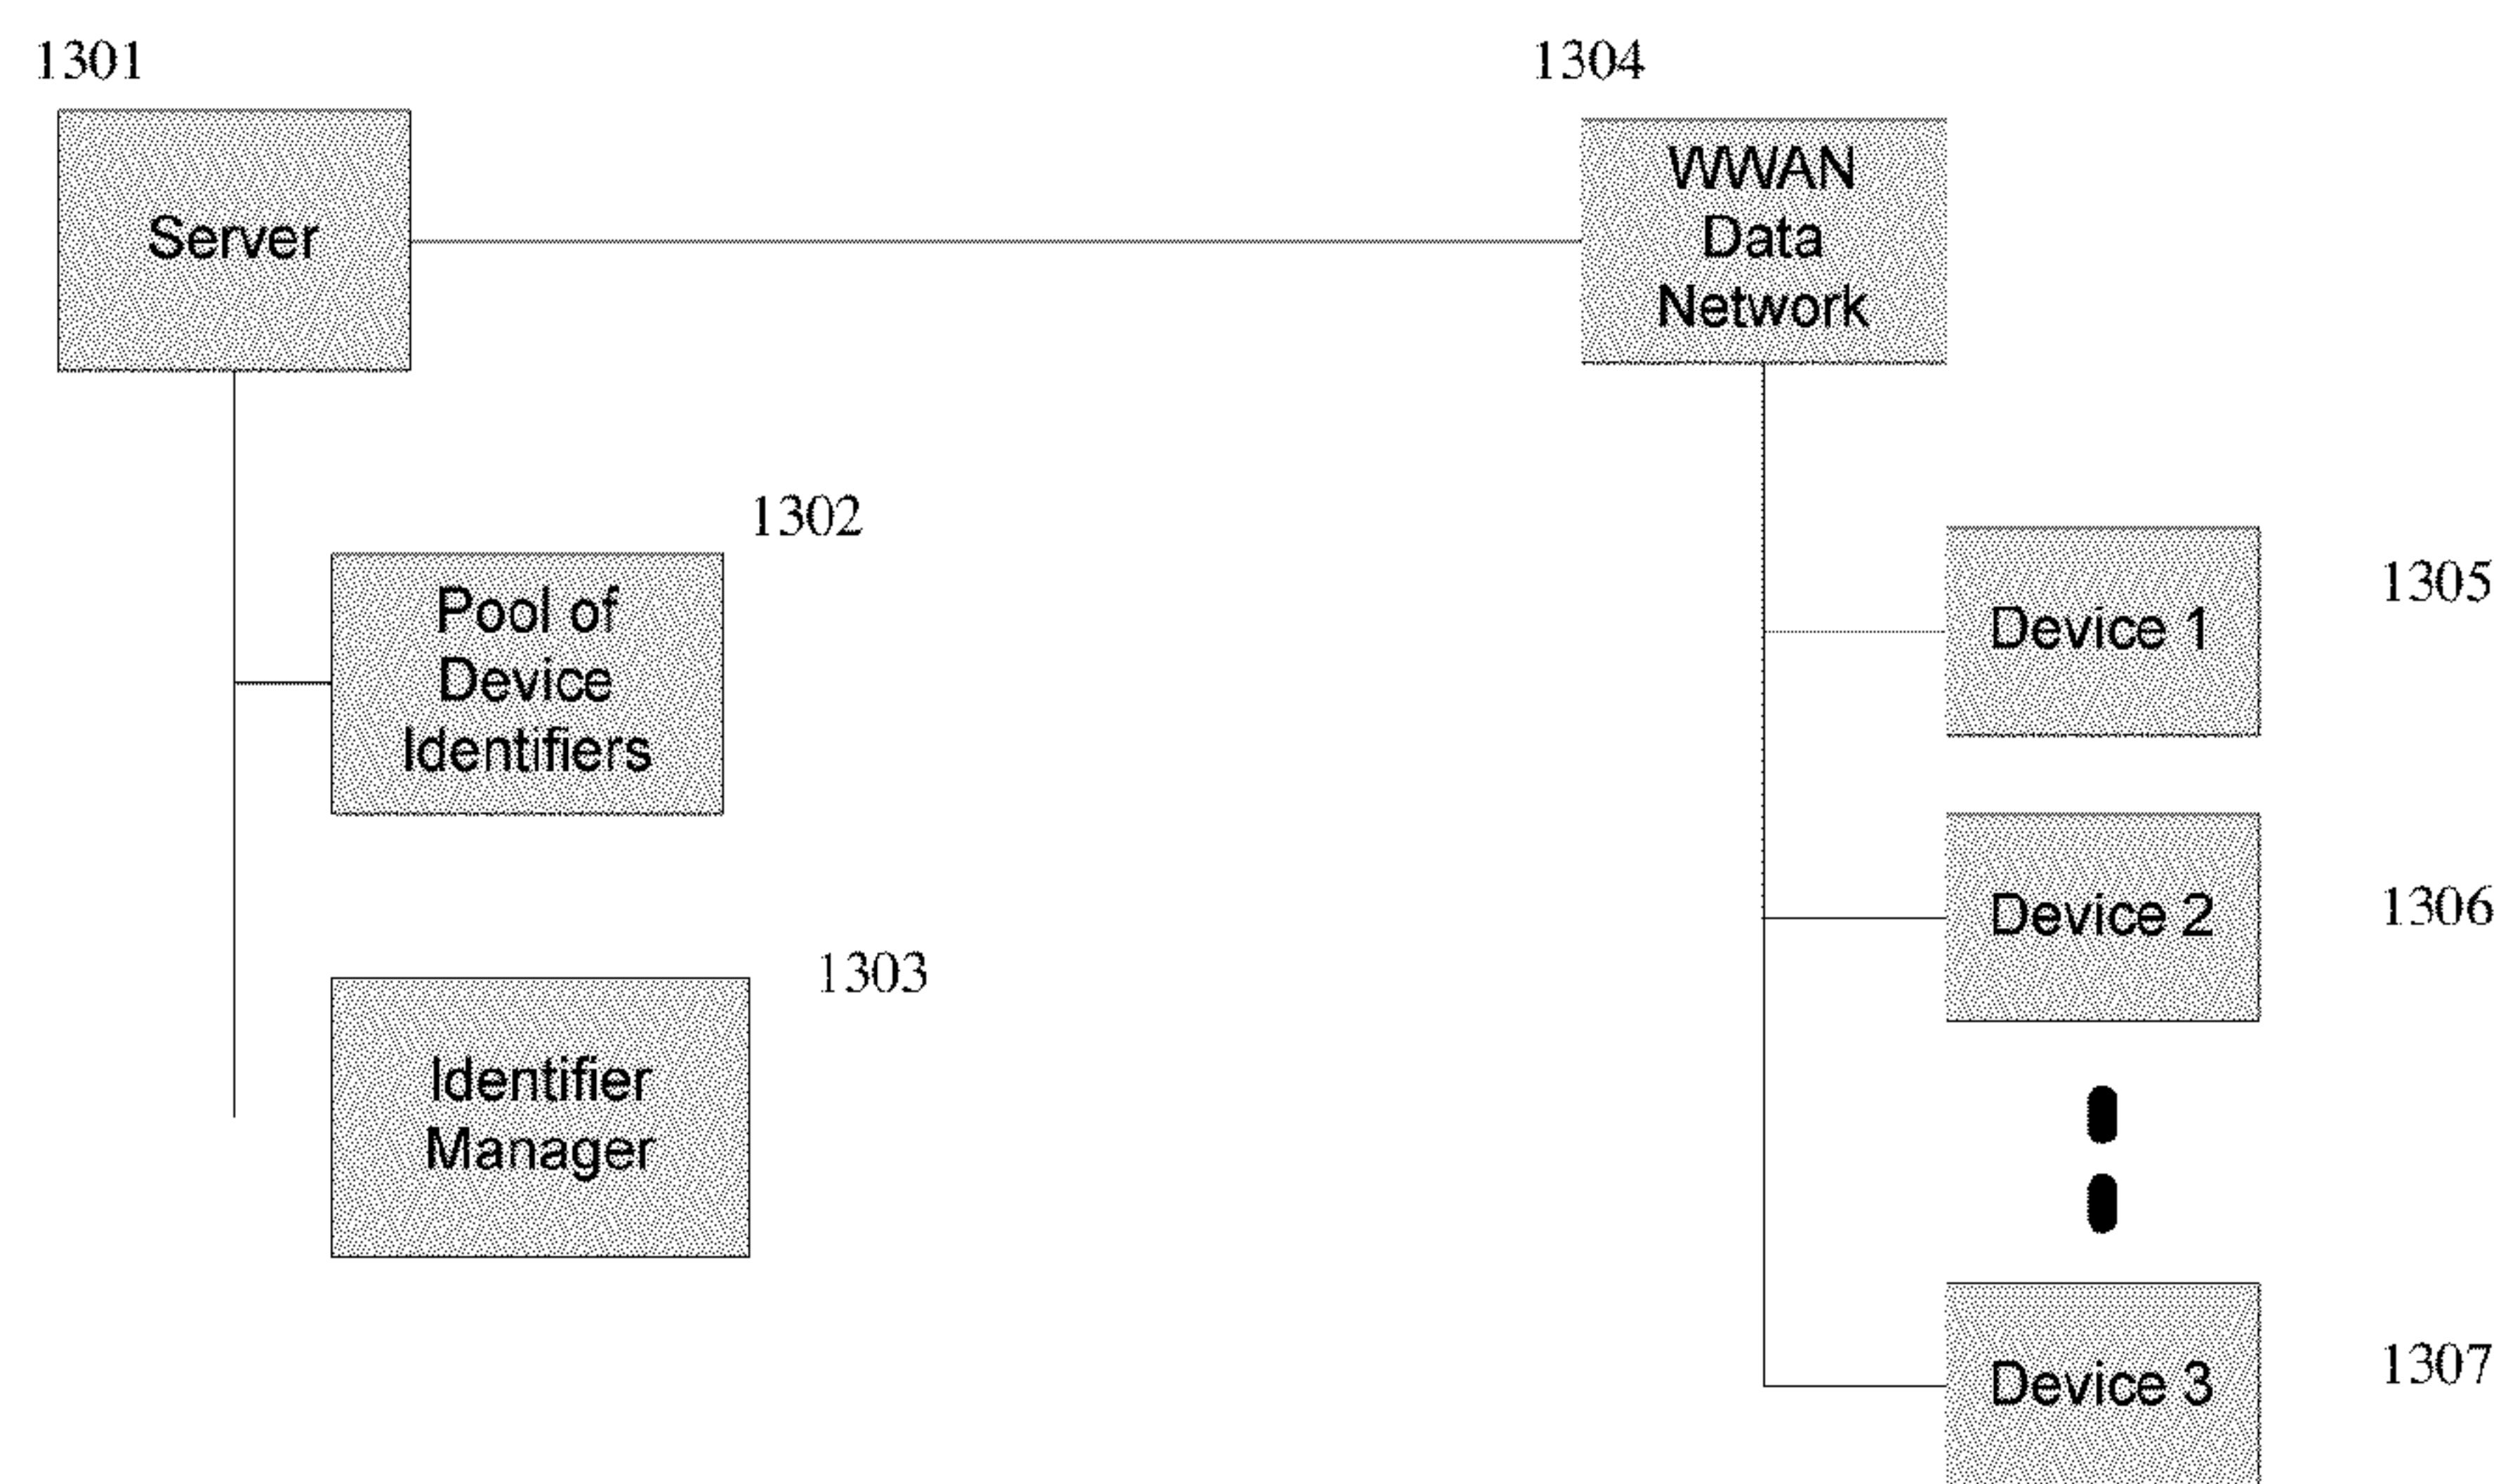 1301
Server
1304
WWAN
Data
Network
1302
Pool of
Device
Identifiers
1303
Identifier
Manager
1305
Device 1
1306
Device 2
1307
Device 3